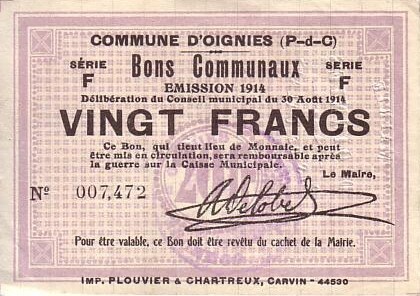 COMMUNE D'OIGNIES (P-d-C)
SÉRIE F
Bons Communaux
SÉRIE F
EMISSION 1914
Délibération du Conseil municipal du 30 Août 1914
VINGT FRANCS
Ce Bon, qui tient lieu de Monnaie, et peut
être mis en circulation, sera remboursable après
la guerre sur la Caisse Municipale.
Le Maire,
No 007,472
Pour être valable, ce Bon doit être revêtu du cachet de la Mairie.
IMP. PLOUVIER & CHARTREUX, CARVIN - 44530